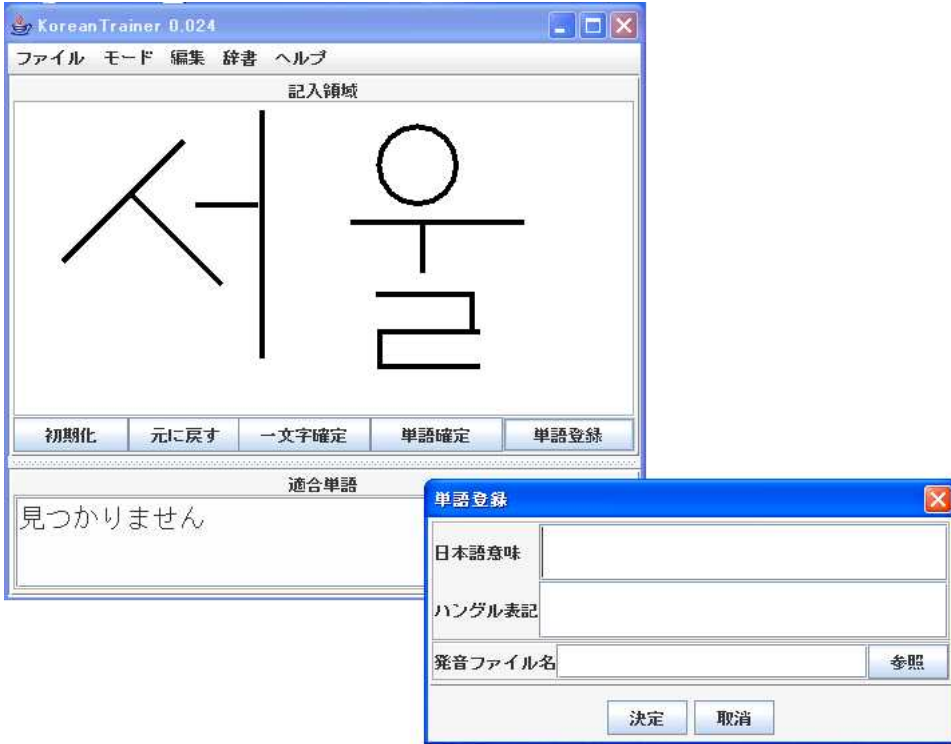 KoreanTrainer 0.024
ファイル モード 編集 辞書 ヘルプ
記入領域
서울
初期化 元に戻す 一文字確定 単語確定 単語登録
適合単語
見つかりません
単語登録
日本語意味
ハングル表記
発音ファイル名 参照
決定 取消